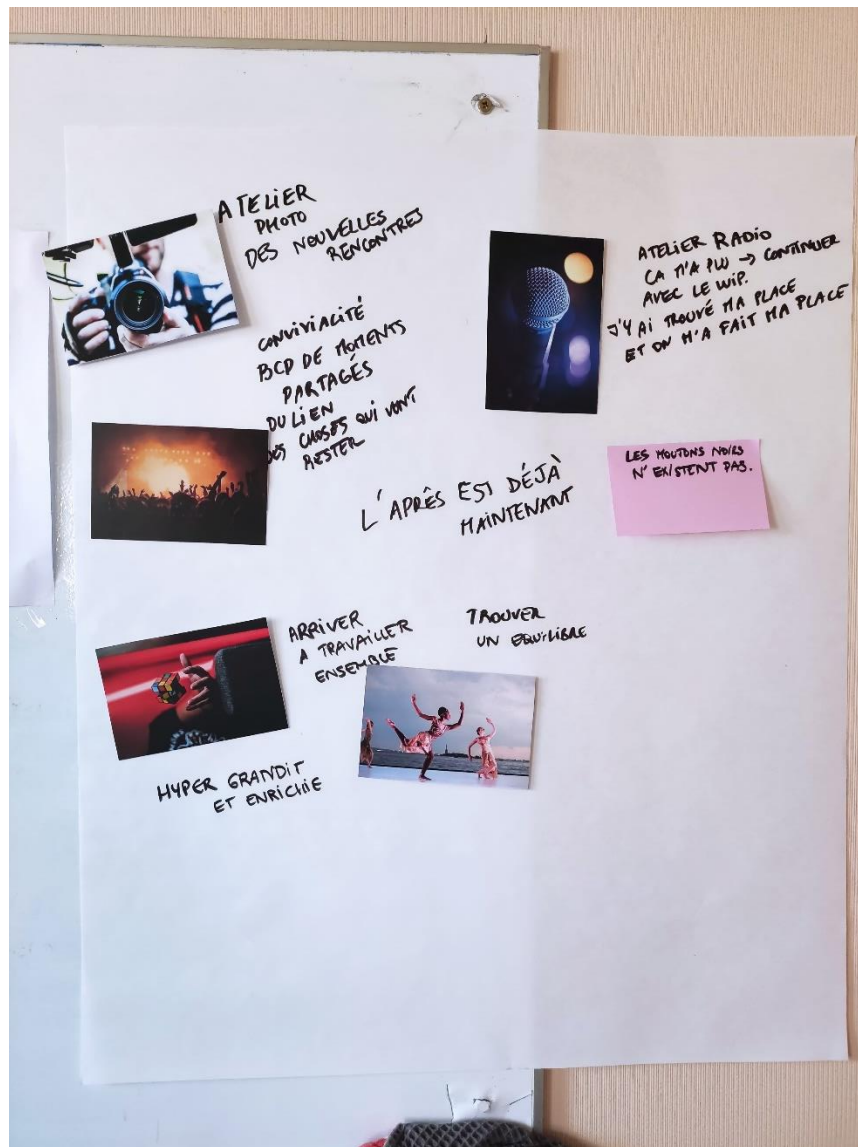 ATELIER
PHOTO
DES NOUVELLES
RENCONTRES
ATELIER RADIO
CA M'A PLU → CONTINUER
AVEC LE WIP.
J'Y AI TROUVÉ MA PLACE
ET ON M'A FAIT MA PLACE
CONVIVIALITÉ
BCP DE MOMENTS
PARTAGÉS
DU LIEN
DES CHOSES QUI VONT
RESTER
LES MOUTONS NOIRS
N'EXISTENT PAS.
L'APRÈS EST DÉJÀ
MAINTENANT
ARRIVER
A TRAVAILLER
ENSEMBLE
TROUVER
UN EQUILIBRE
HYPER GRANDIT
ET ENRICHIE